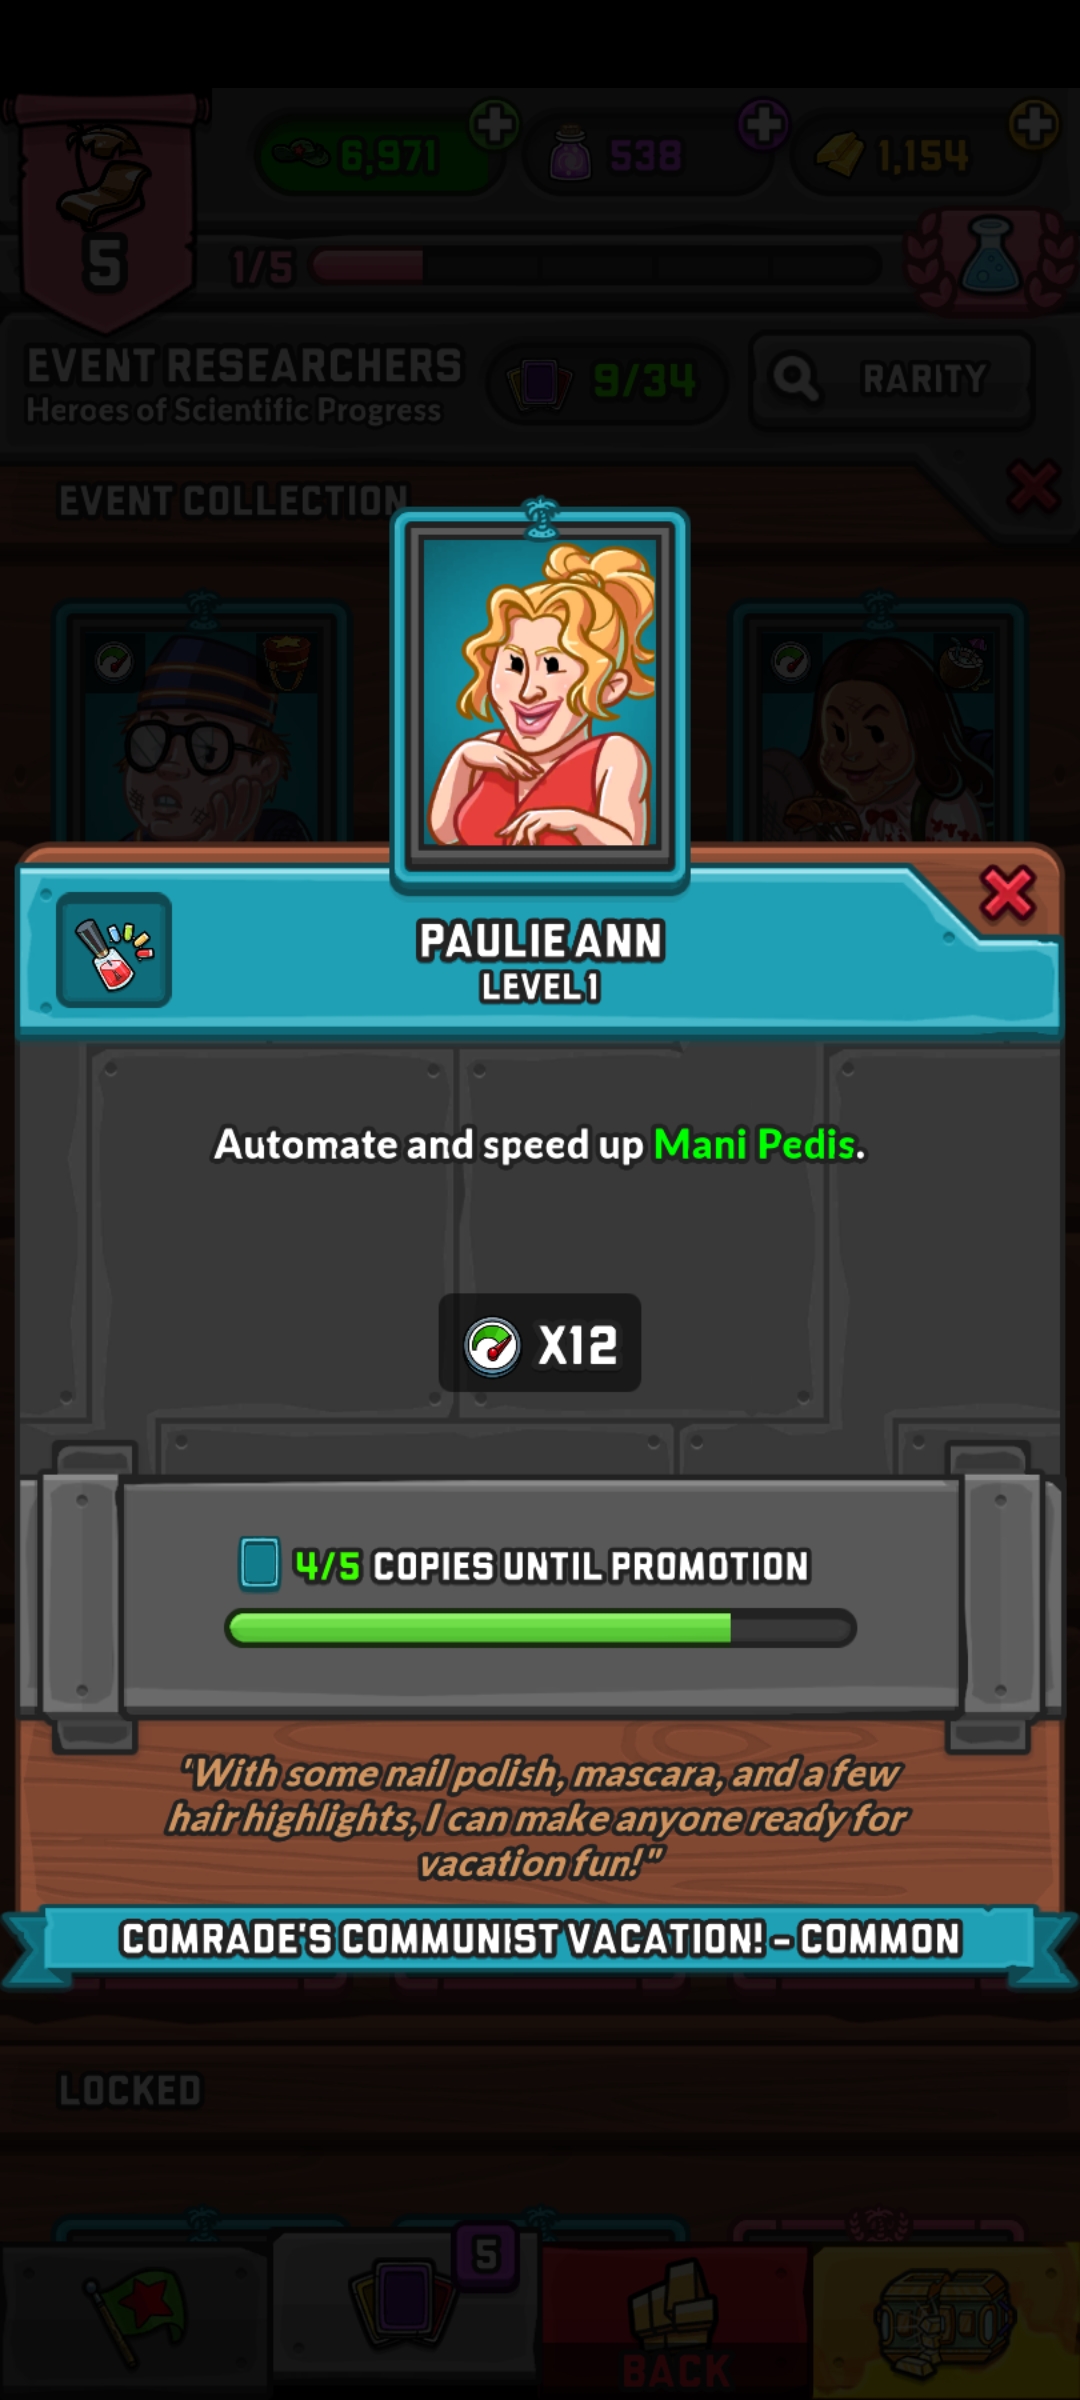 6,971
538
1,154
5
1/5
EVENT RESEARCHERS
Heroes of Scientific Progress
9/34
RARITY
EVENT COLLECTION
PAULIE ANN
LEVEL 1
Automate and speed up Mani Pedis.
X12
4/5 COPIES UNTIL PROMOTION
"With some nail polish, mascara, and a few
hair highlights, I can make anyone ready for
vacation fun!"
COMRADE'S COMMUNIST VACATION! - COMMON
LOCKED
5
BACK